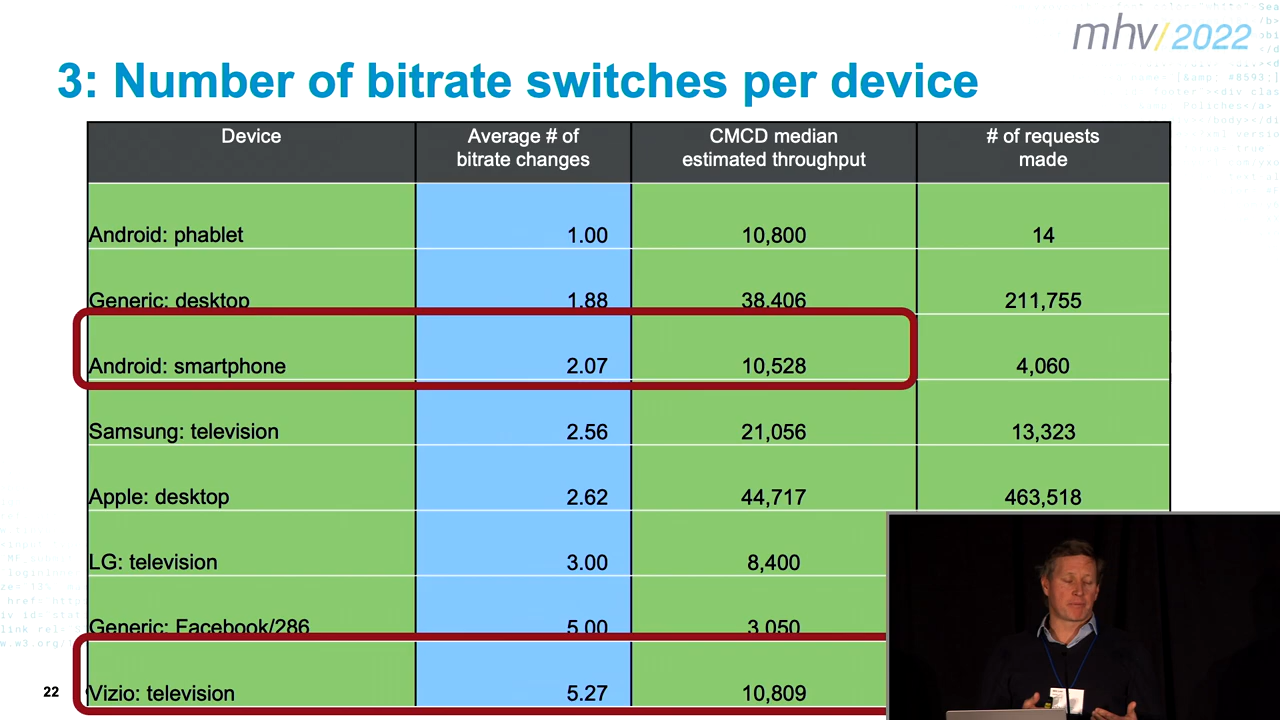 mhv/2022
3: Number of bitrate switches per device
Device
Average # of
bitrate changes
CMCD median
estimated throughput
# of requests
made
Android: phablet 1.00 10,800 14
Generic: desktop 1.88 38,406 211,755
Android: smartphone 2.07 10,528 4,060
Samsung: television 2.56 21,056 13,323
Apple: desktop 2.62 44,717 463,518
LG: television 3.00 8,400
Generic: Facebook/286 5.00 3,050
Vizio: television 5.27 10,809
22